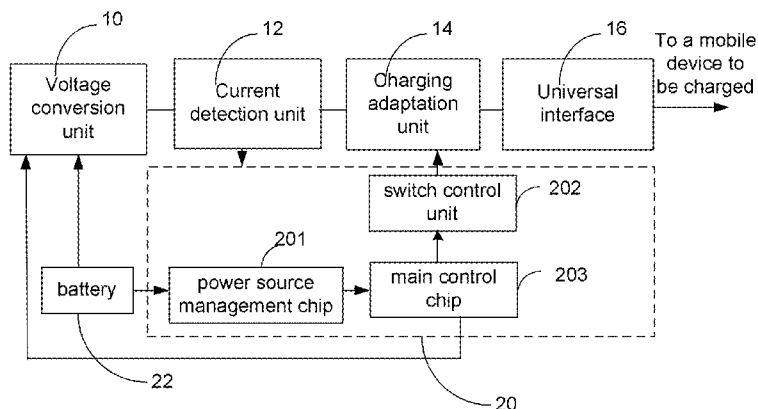 10
12
14
16
Voltage
conversion
unit
Current
detection unit
Charging
adaptation
unit
Universal
interface
To a mobile
device to
be charged
switch control
unit
202
201
battery
power source
management chip
main control
chip
203
22
20